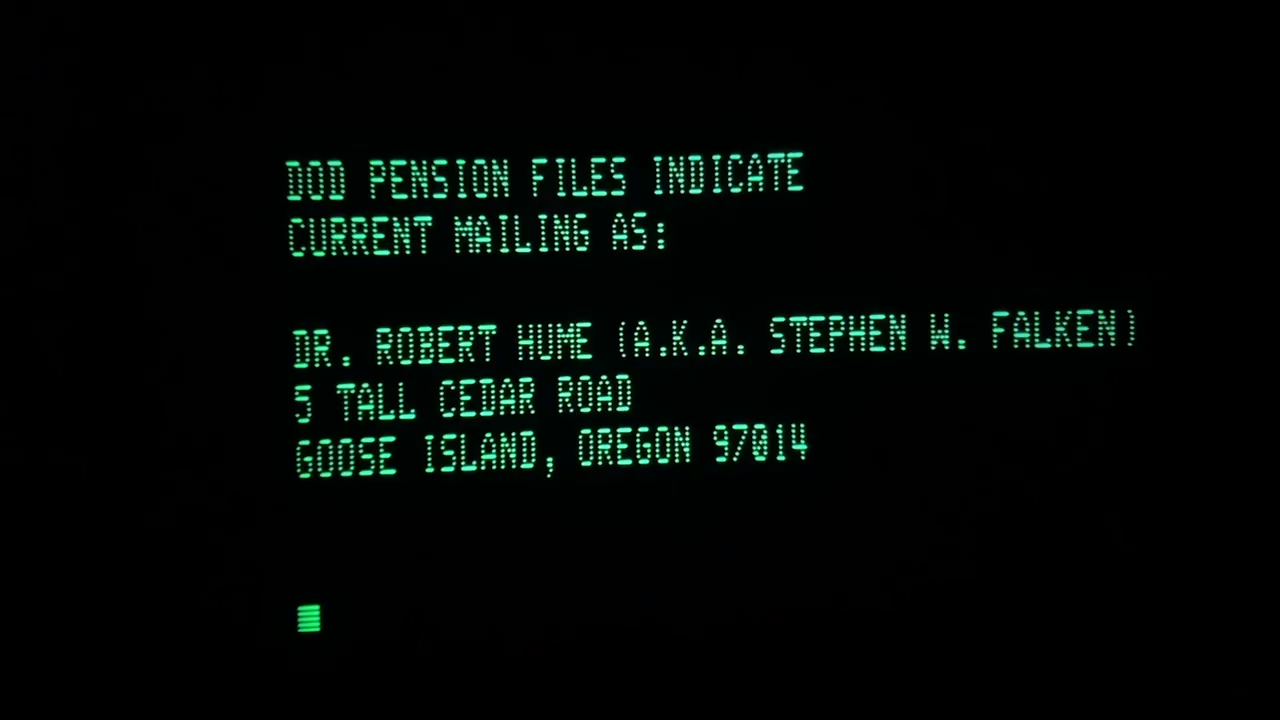 DOD PENSION FILES INDICATE
CURRENT MAILING AS:
DR. ROBERT HUME (A.K.A. STEPHEN W. FALKEN)
5 TALL CEDAR ROAD
GOOSE ISLAND, OREGON 97014